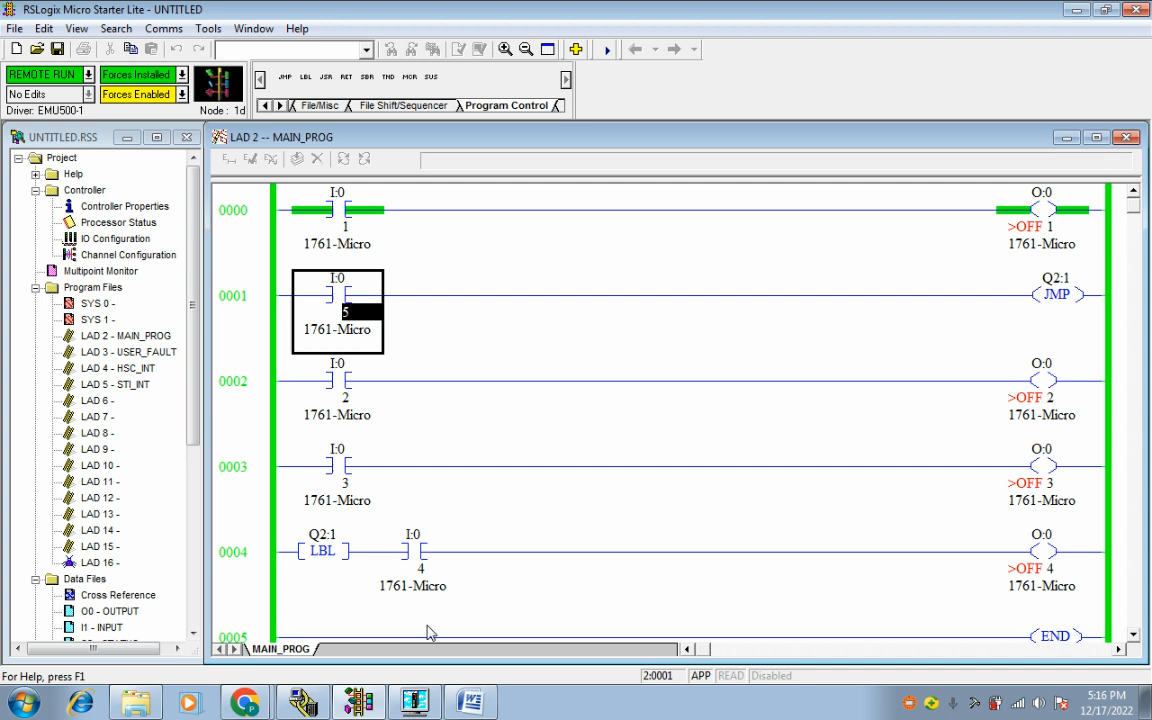 RSLogix Micro Starter Lite - UNTITLED
File Edit View Search Comms Tools Window Help
REMOTE RUN Forces Installed
No Edits Forces Enabled
Driver: EMU500-1 Node : 1d
JMP LBL JSR RET SBR TND MCR SUS
File/Misc File Shift/Sequencer Program Control
UNTITLED.RSS
Project
Help
Controller
Controller Properties
Processor Status
IO Configuration
Channel Configuration
Multipoint Monitor
Program Files
SYS 0 -
SYS 1 -
LAD 2 - MAIN_PROG
LAD 3 - USER_FAULT
LAD 4 - HSC_INT
LAD 5 - STI_INT
LAD 6 -
LAD 7 -
LAD 8 -
LAD 9 -
LAD 10 -
LAD 11 -
LAD 12 -
LAD 13 -
LAD 14 -
LAD 15 -
LAD 16 -
Data Files
Cross Reference
O0 - OUTPUT
I1 - INPUT
LAD 2 -- MAIN_PROG
I:0 O:0
0000
1 >OFF 1
1761-Micro 1761-Micro
I:0 Q2:1
0001 JMP
5
1761-Micro
I:0 O:0
0002
2 >OFF 2
1761-Micro 1761-Micro
I:0 O:0
0003
3 >OFF 3
1761-Micro 1761-Micro
Q2:1 I:0 O:0
0004 LBL
4 >OFF 4
1761-Micro 1761-Micro
0005 END
MAIN_PROG
For Help, press F1 2:0001 APP READ Disabled
5:16 PM
12/17/2022